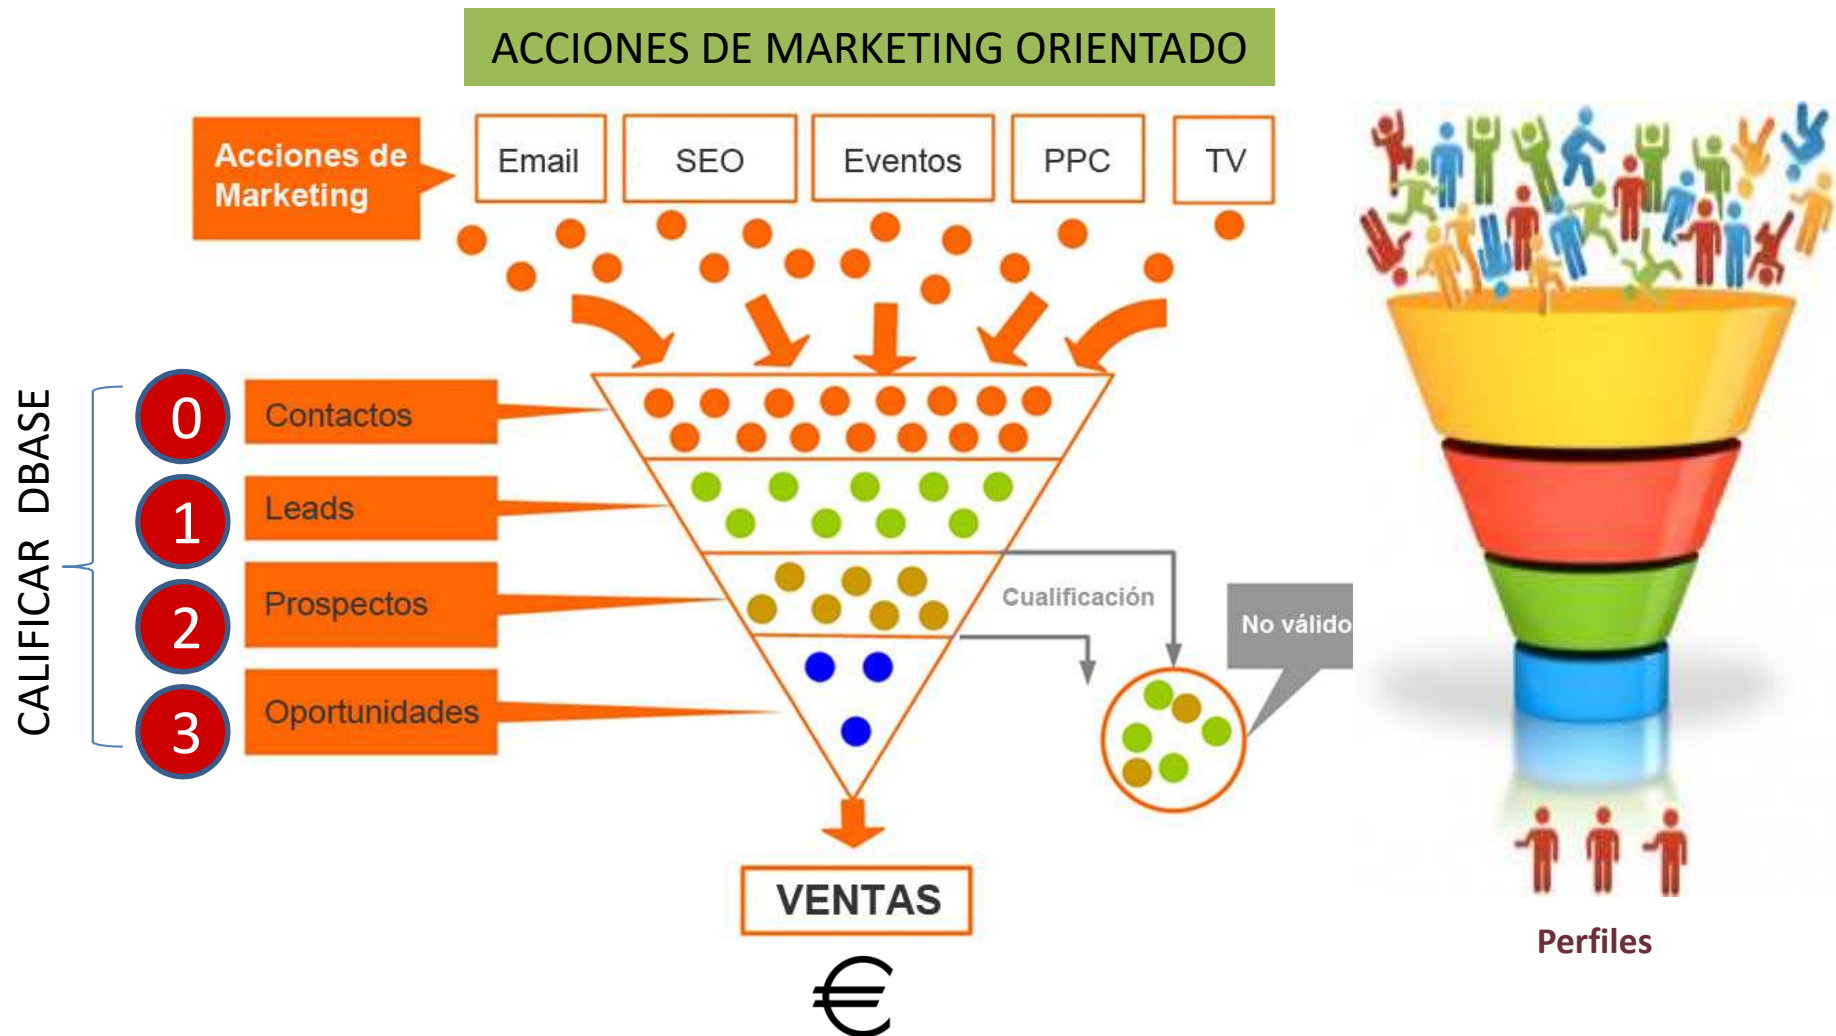 ACCIONES DE MARKETING ORIENTADO
Acciones de
Marketing
Email
SEO
Eventos
PPC
TV
CALIFICAR DBASE
0
Contactos
1
Leads
2
Prospectos
3
Oportunidades
Cualificación
No válido
VENTAS
€
Perfiles